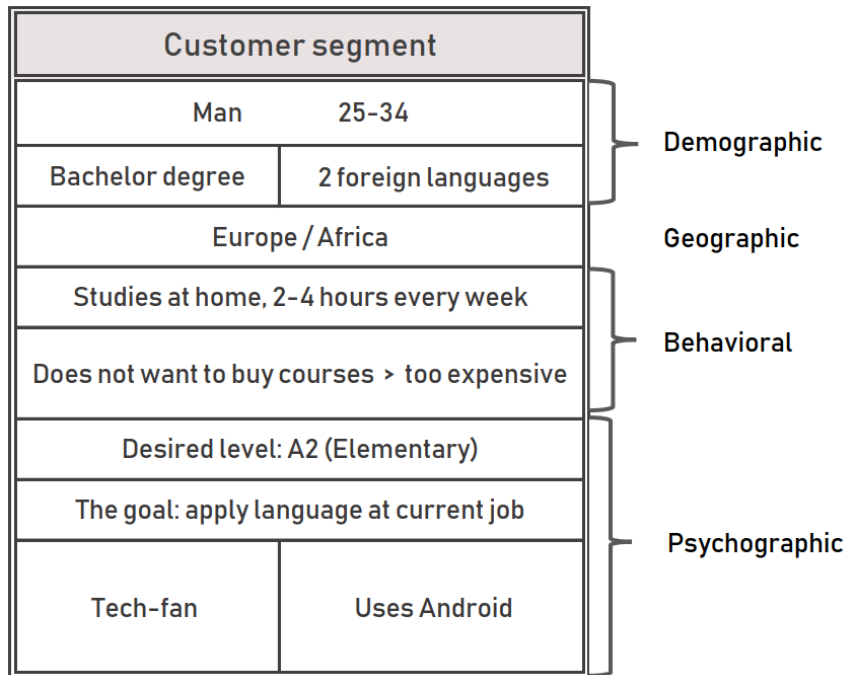 Customer segment
Man 25-34
Demographic
Bachelor degree 2 foreign languages
Europe / Africa Geographic
Studies at home, 2-4 hours every week
Behavioral
Does not want to buy courses > too expensive
Desired level: A2 (Elementary)
The goal: apply language at current job
Psychographic
Tech-fan Uses Android